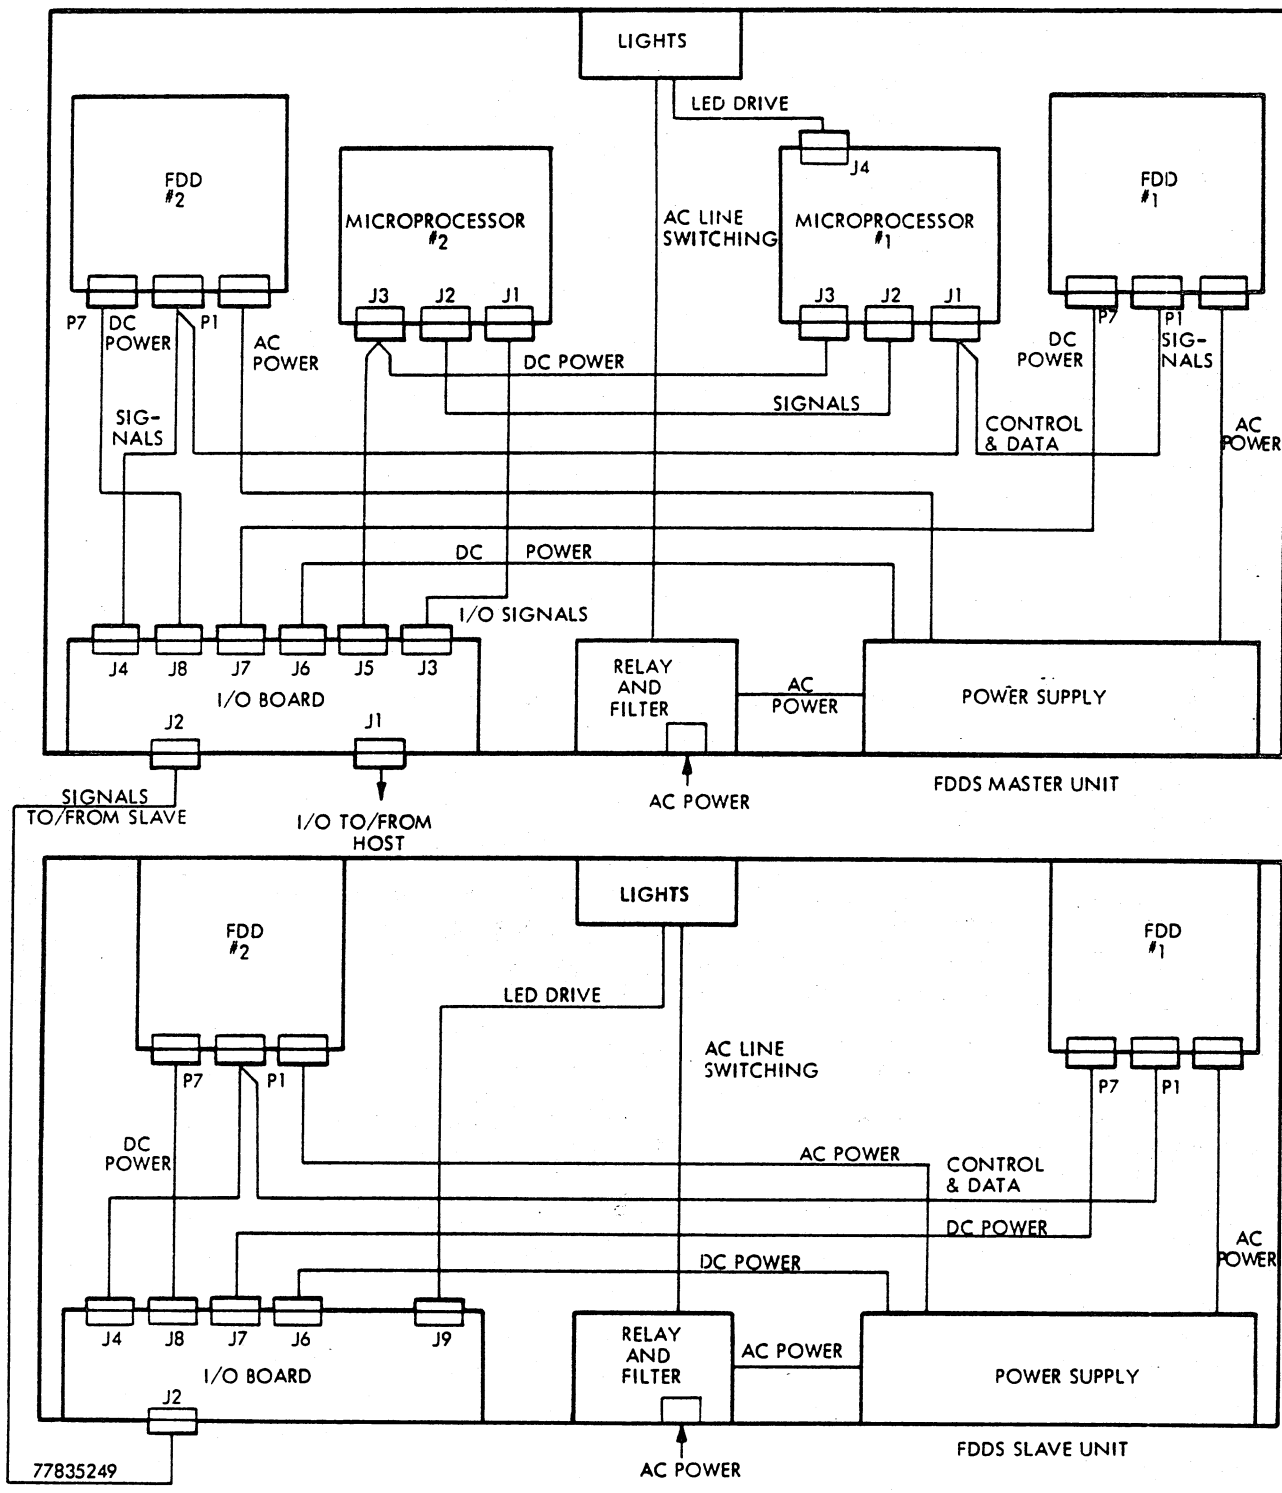 LIGHTS
LED DRIVE
J4
FDD
#2
MICROPROCESSOR
#2
AC LINE
SWITCHING
MICROPROCESSOR
#1
FDD
#1
J3 J2 J1
J3 J2 J1
P7
DC
POWER
P1
AC
POWER
DC POWER
SIGNALS
P7
DC
POWER
P1
SIG-
NALS
SIG-
NALS
CONTROL
& DATA
AC
POWER
DC POWER
I/O SIGNALS
J4 J8 J7 J6 J5 J3
I/O BOARD
J2 J1
RELAY
AND
FILTER
AC
POWER
POWER SUPPLY
AC POWER
FDDS MASTER UNIT
SIGNALS
TO/FROM SLAVE
I/O TO/FROM
HOST
LIGHTS
FDD
#2
FDD
#1
LED DRIVE
AC LINE
SWITCHING
P7 P1
P7 P1
DC
POWER
AC POWER
CONTROL
& DATA
DC POWER
DC POWER
AC
POWER
J4 J8 J7 J6 J9
I/O BOARD
J2
RELAY
AND
FILTER
AC POWER
POWER SUPPLY
AC POWER
FDDS SLAVE UNIT
77835249